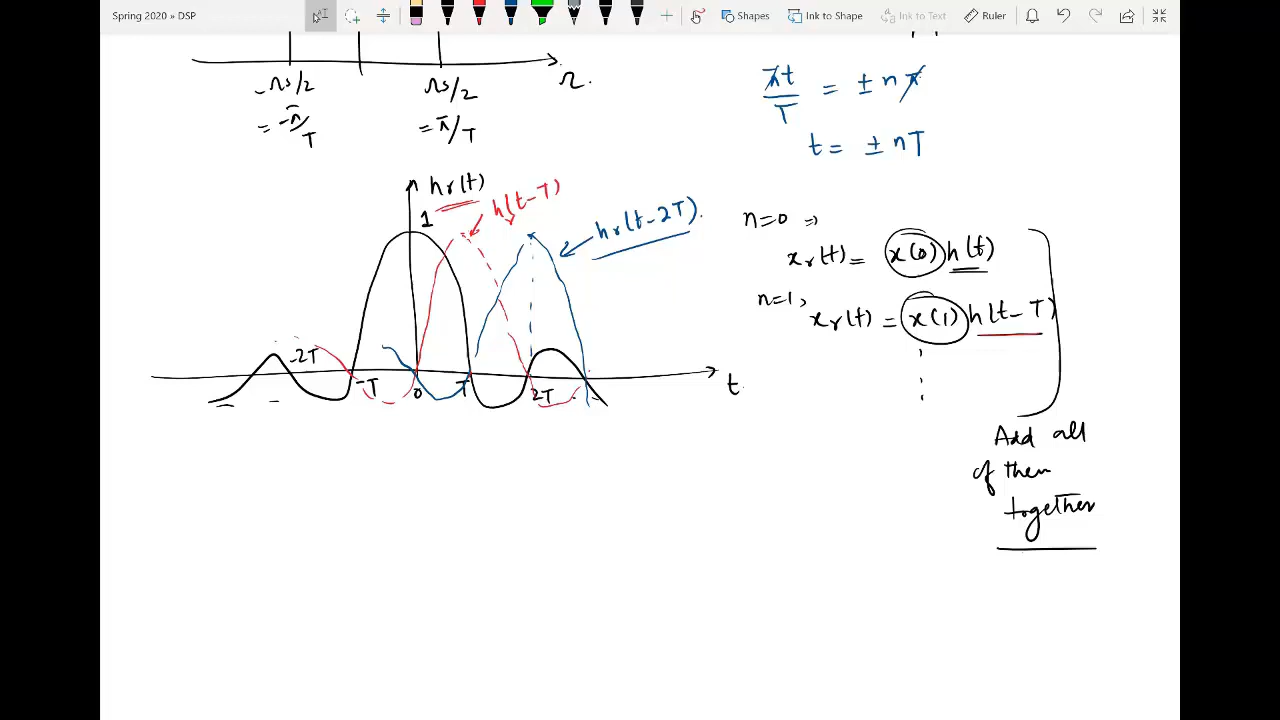 Spring 2020 » DSP
Shapes
Ink to Shape
Ink to Text
Ruler
-Ωs/2
= -π/T
Ωs/2
= π/T
Ω.
πt/T = ± nπ
t = ± nT
hr(t)
1
h(t-T)
hr(t-2T).
-2T
-T
0
T
2T
t.
n=0 ⇒
xr(t) = x(0) h(t)
n=1,
xr(t) = x(1) h(t-T)
Add all
of them
together